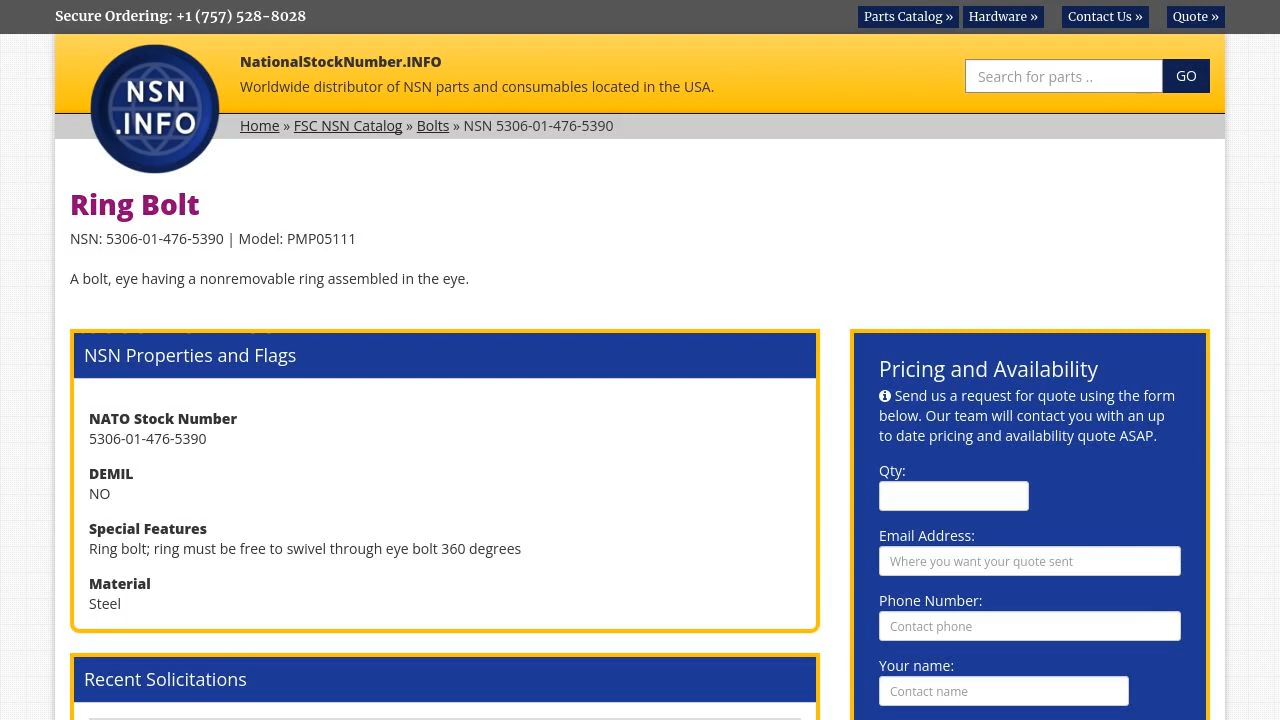 Secure Ordering: +1 (757) 528-8028
Parts Catalog » Hardware » Contact Us » Quote »
NSN
.INFO
NationalStockNumber.INFO
Worldwide distributor of NSN parts and consumables located in the USA.
Search for parts .. GO
Home » FSC NSN Catalog » Bolts » NSN 5306-01-476-5390
Ring Bolt
NSN: 5306-01-476-5390 | Model: PMP05111
A bolt, eye having a nonremovable ring assembled in the eye.
NSN Properties and Flags
NATO Stock Number
5306-01-476-5390
DEMIL
NO
Special Features
Ring bolt; ring must be free to swivel through eye bolt 360 degrees
Material
Steel
Recent Solicitations
Pricing and Availability
Send us a request for quote using the form
below. Our team will contact you with an up
to date pricing and availability quote ASAP.
Qty:
Email Address:
Where you want your quote sent
Phone Number:
Contact phone
Your name:
Contact name